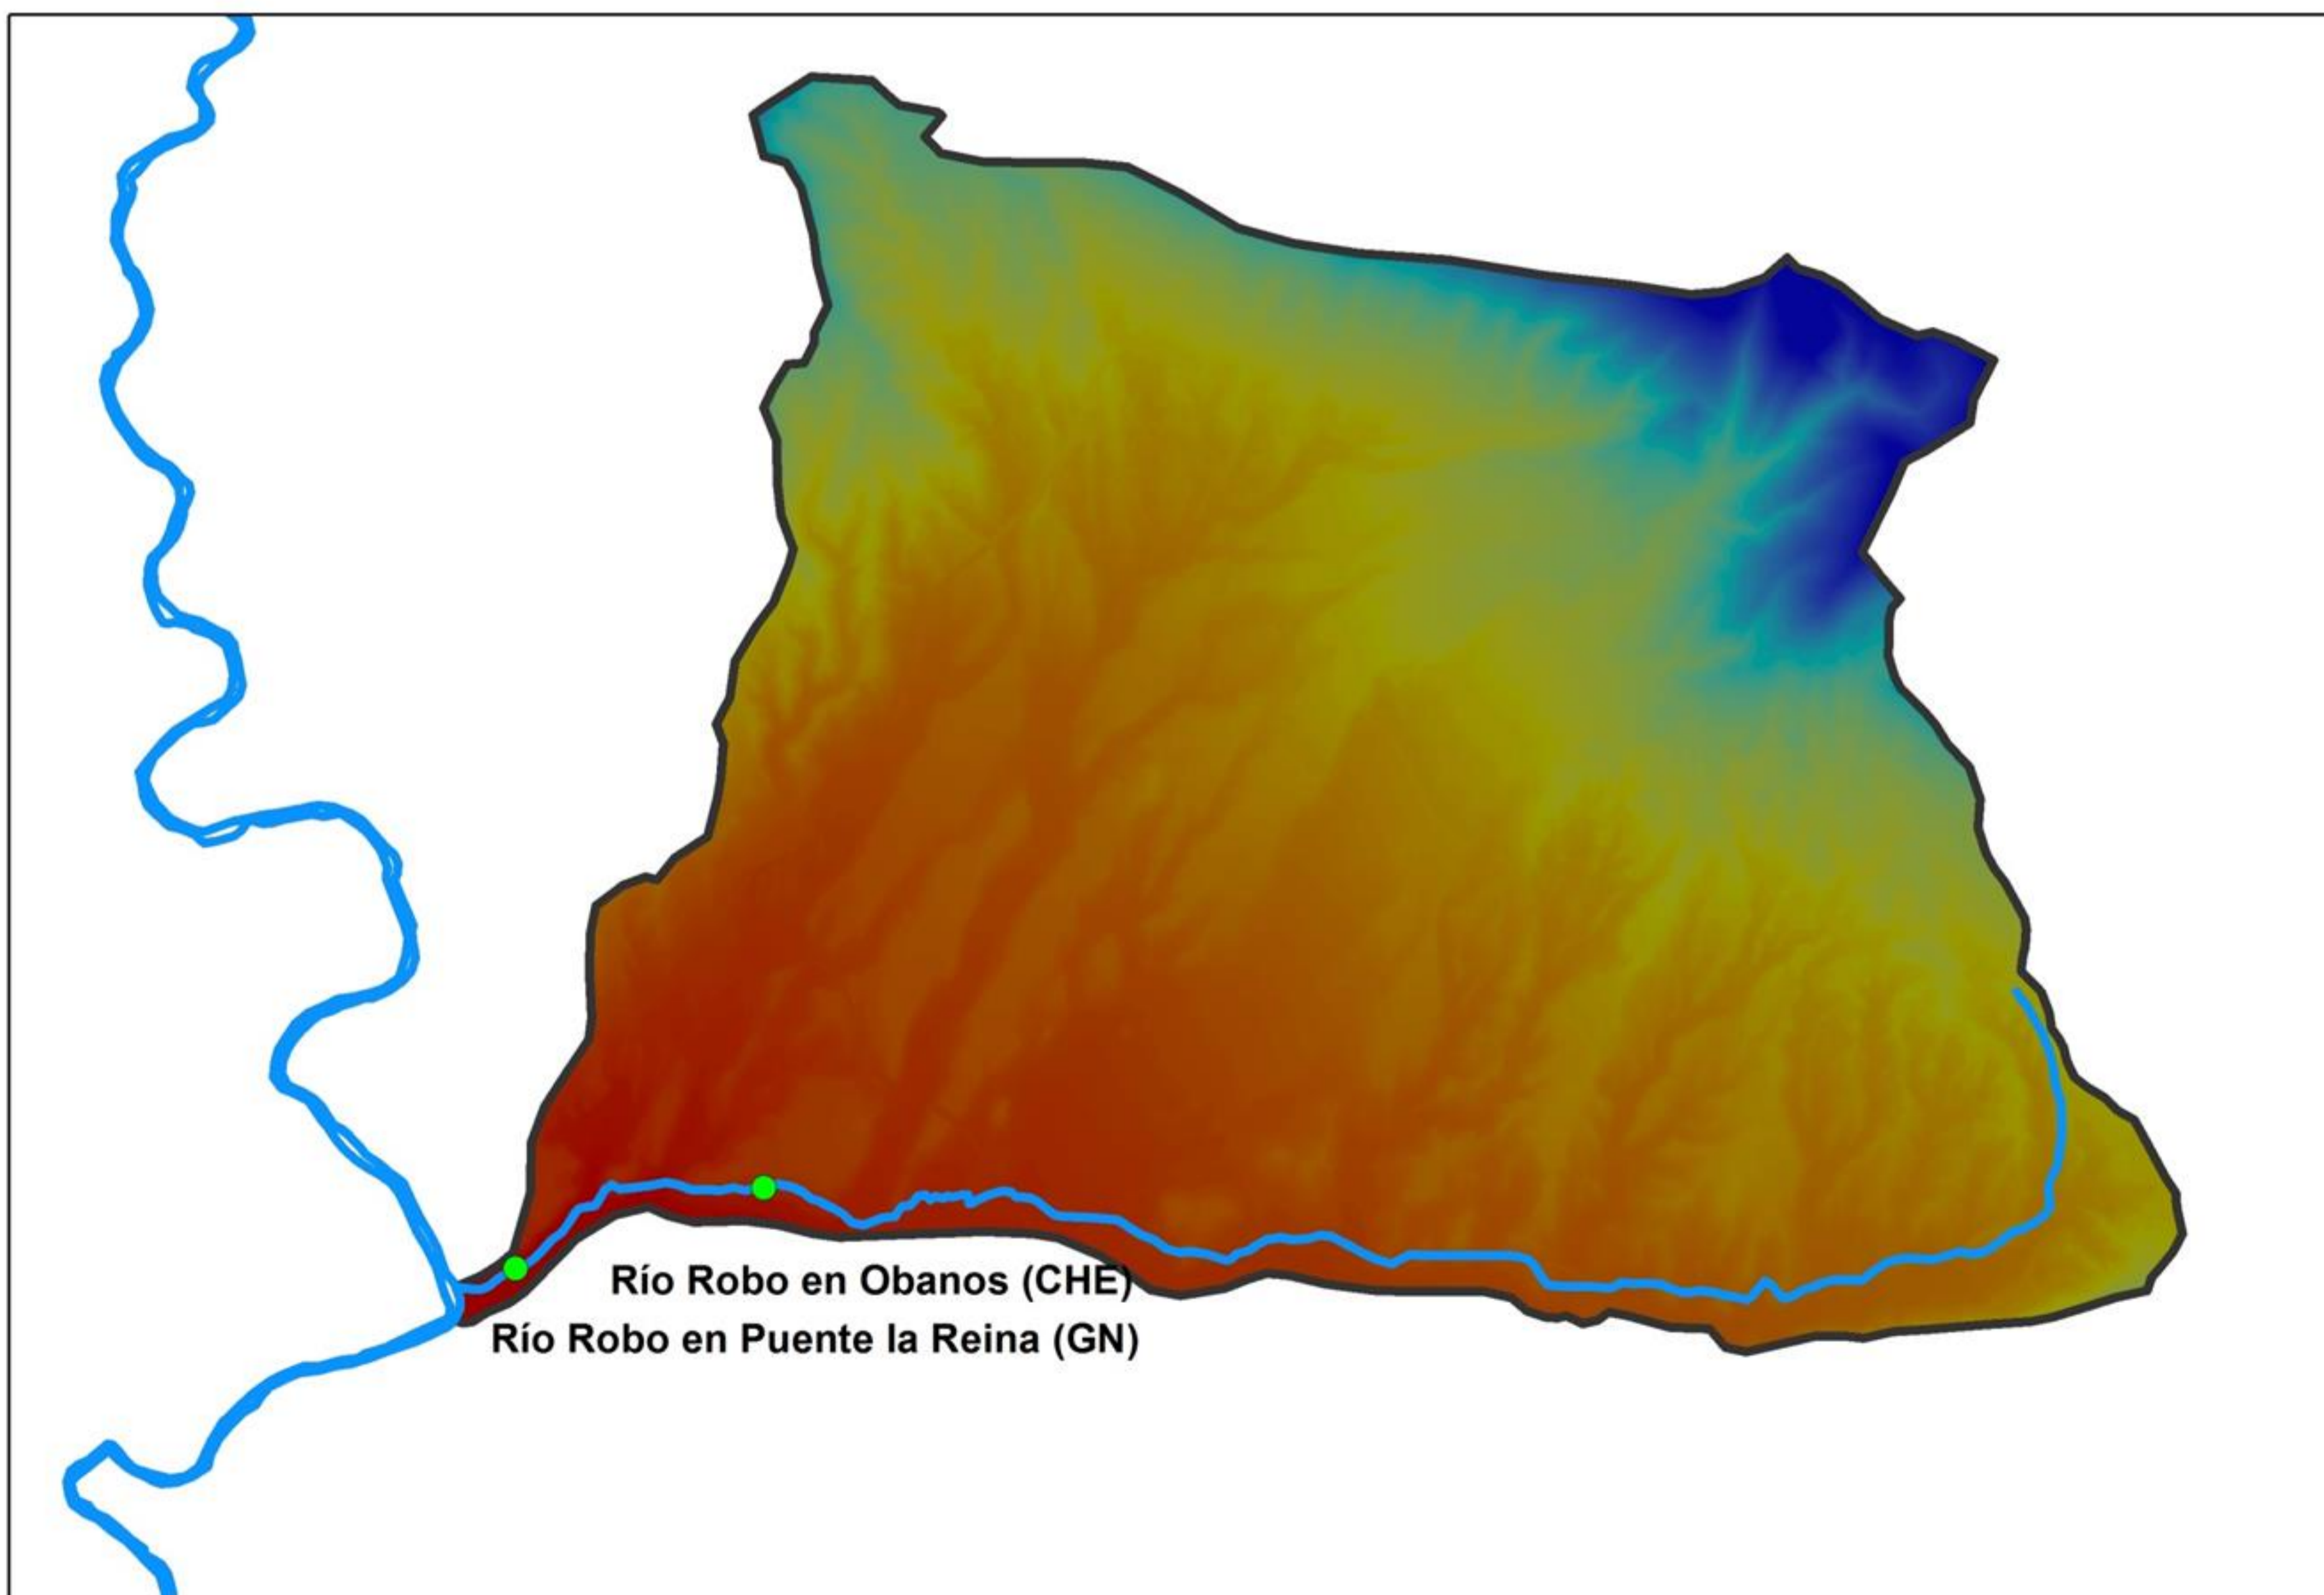 Río Robo en Obanos (CHE)
Río Robo en Puente la Reina (GN)